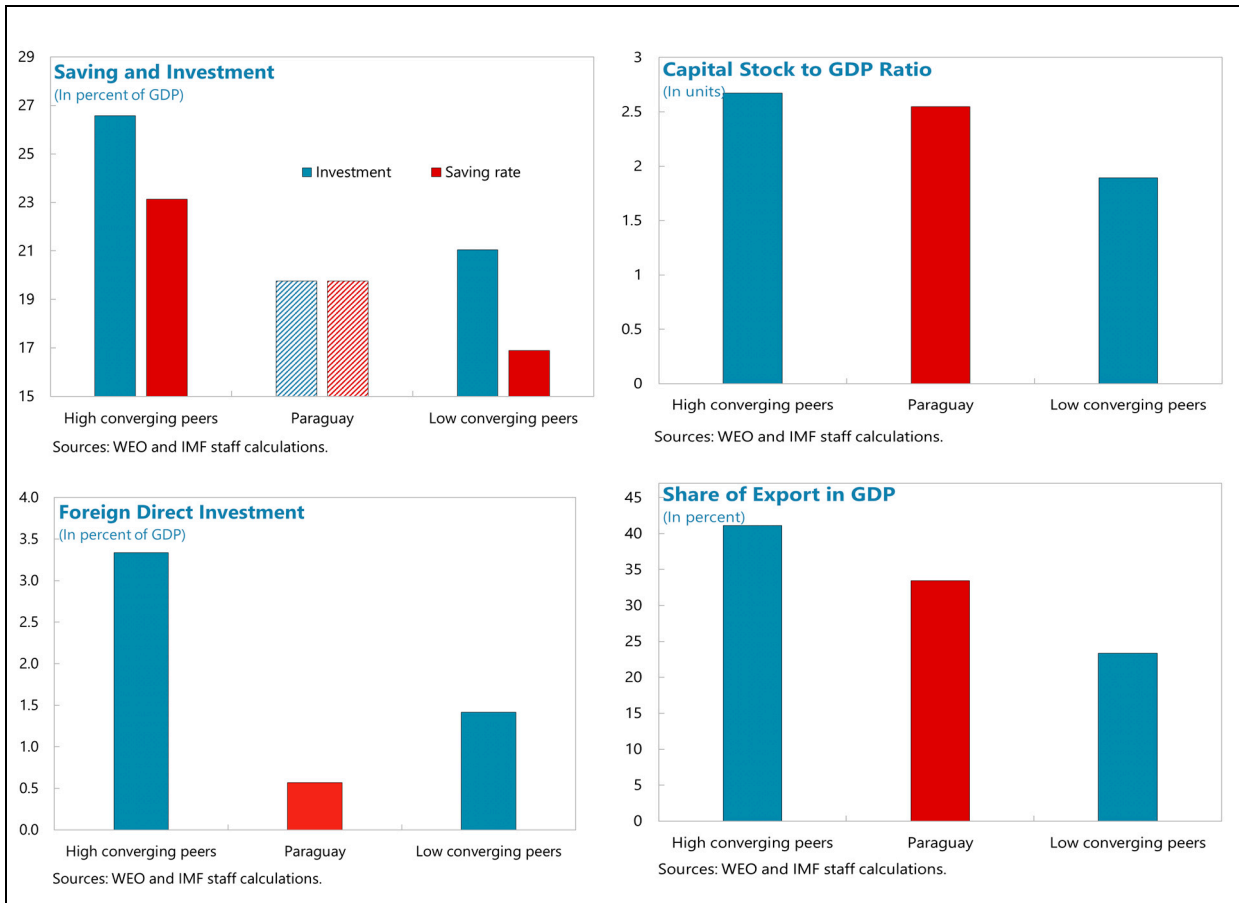 Saving and Investment
(In percent of GDP)
29
27
25
23
21
19
17
15
Investment
Saving rate
High converging peers
Paraguay
Low converging peers
Sources: WEO and IMF staff calculations.
Capital Stock to GDP Ratio
(In units)
3
2.5
2
1.5
1
0.5
0
High converging peers
Paraguay
Low converging peers
Sources: WEO and IMF staff calculations.
Foreign Direct Investment
(In percent of GDP)
4.0
3.5
3.0
2.5
2.0
1.5
1.0
0.5
0.0
High converging peers
Paraguay
Low converging peers
Sources: WEO and IMF staff calculations.
Share of Export in GDP
(In percent)
45
40
35
30
25
20
15
10
5
0
High converging peers
Paraguay
Low converging peers
Sources: WEO and IMF staff calculations.